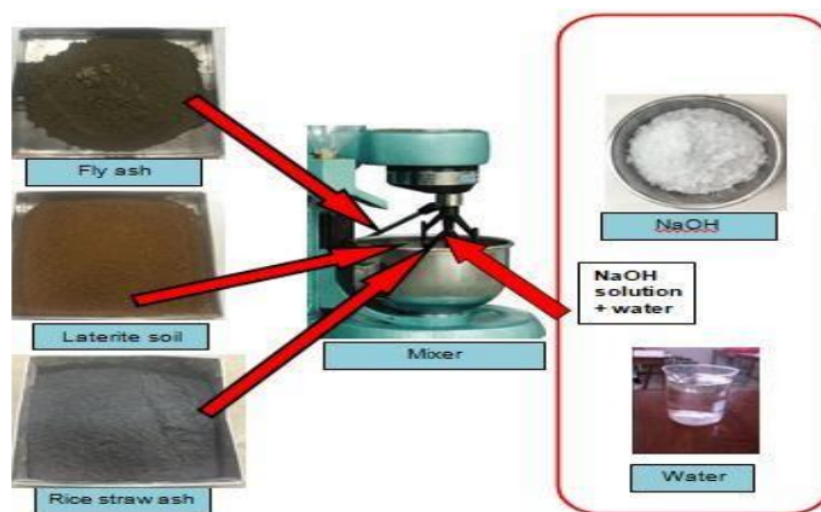 Fly ash
Laterite soil
Rice straw ash
Mixer
NaOH
NaOH
solution
+ water
Water